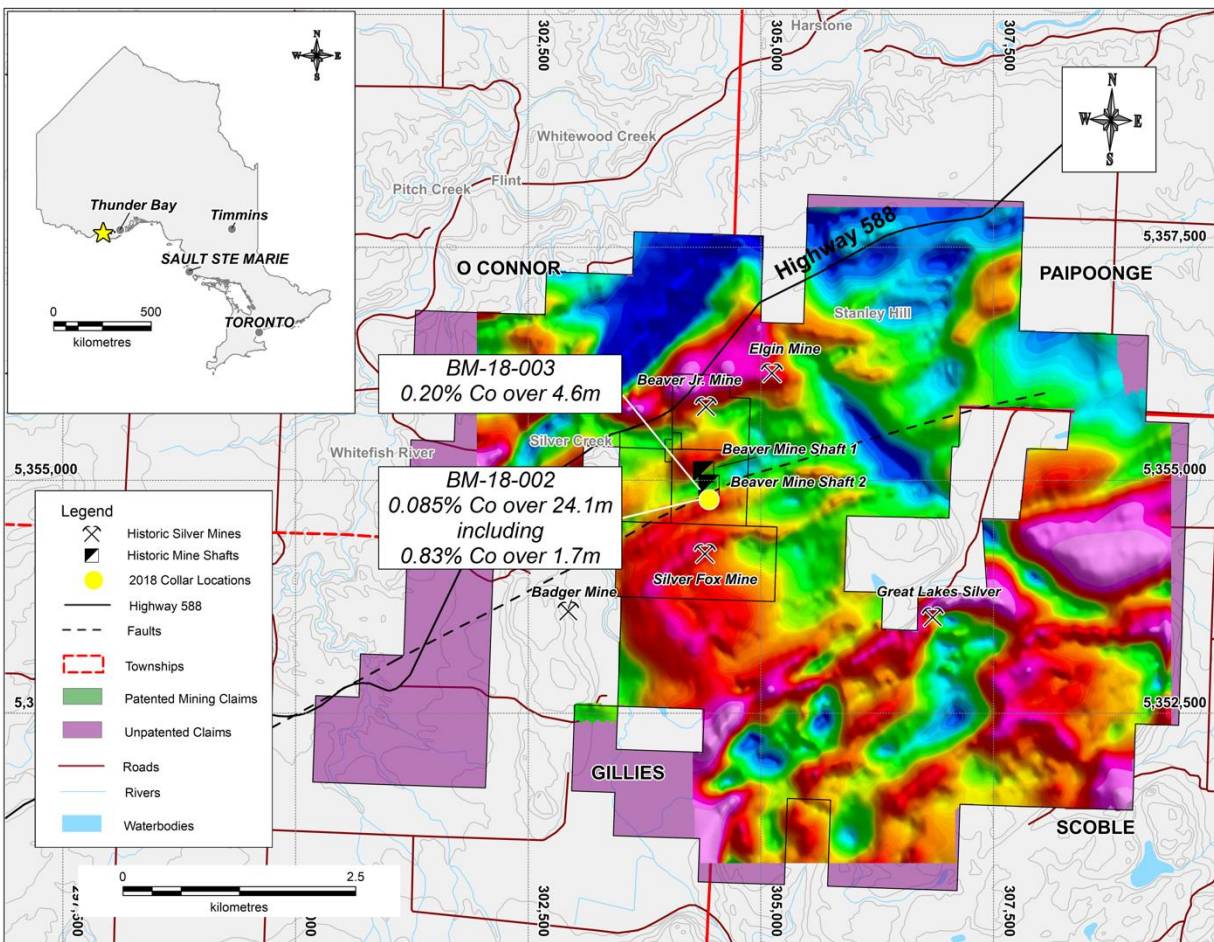 N
W E
S
Thunder Bay
Timmins
SAULT STE MARIE
TORONTO
0 500
kilometres
302,500
305,000
307,500
Harstone
N
W E
S
Whitewood Creek
Flint
Pitch Creek
Highway 588
5,357,500
O CONNOR
PAIPOONGE
Stanley Hill
Elgin Mine
BM-18-003
0.20% Co over 4.6m
Beaver Jr. Mine
Silver Creek
Whitefish River
Beaver Mine Shaft 1
5,355,000
5,355,000
Beaver Mine Shaft 2
BM-18-002
0.085% Co over 24.1m
including
0.83% Co over 1.7m
Silver Fox Mine
Badger Mine
Great Lakes Silver
Legend
Historic Silver Mines
Historic Mine Shafts
2018 Collar Locations
Highway 588
Faults
Townships
Patented Mining Claims
Unpatented Claims
Roads
Rivers
Waterbodies
5,352,500
GILLIES
SCOBLE
0 2.5
kilometres
302,500
305,000
307,500